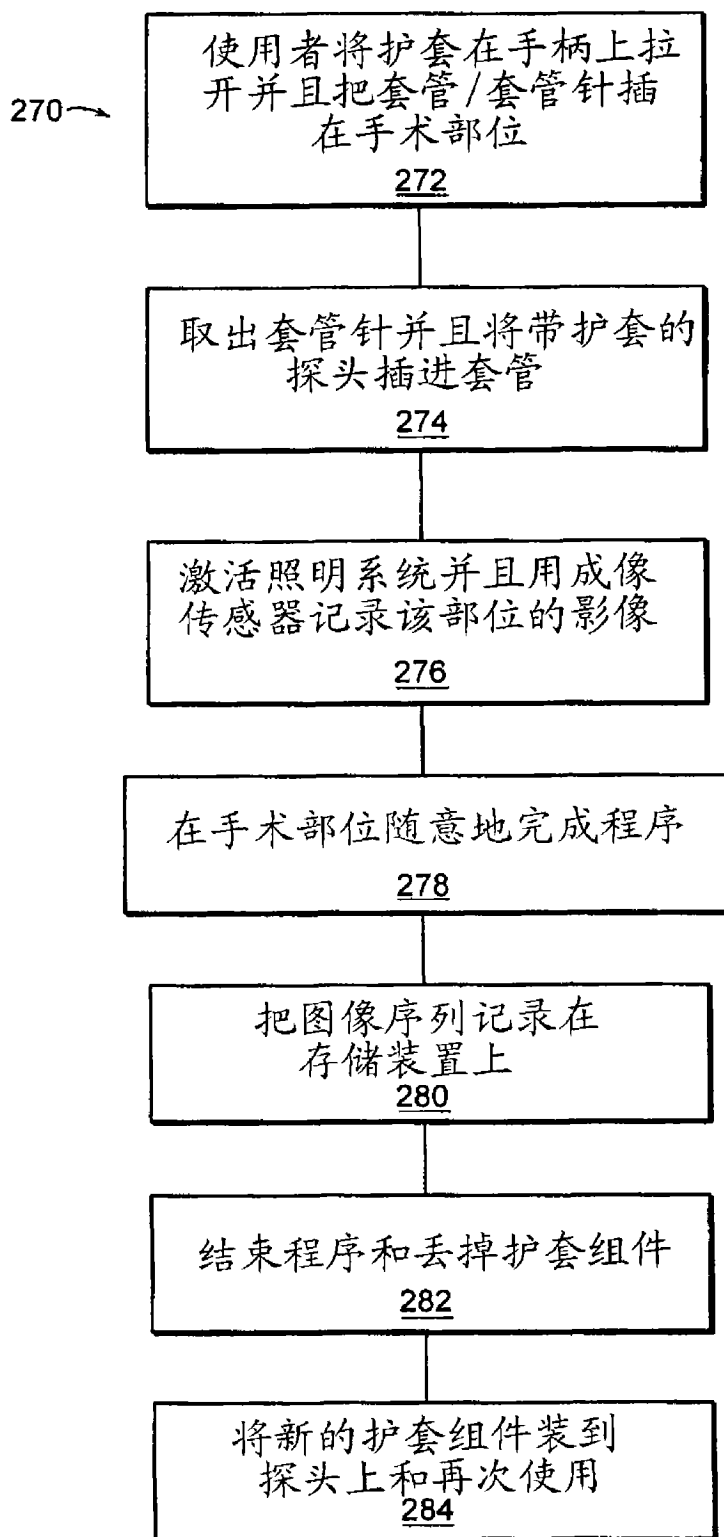 使用者将护套在手柄上拉
270
开并且把套管/套管针插
在手术部位
272
取出套管针并且将带护套的
探头插进套管
274
激活照明系统并且用成像
传感器记录该部位的影像
276
在手术部位随意地完成程序
278
把图像序列记录在
存储装置上
280
结束程序和丢掉护套组件
282
将新的护套组件装到
探头上和再次使用
284